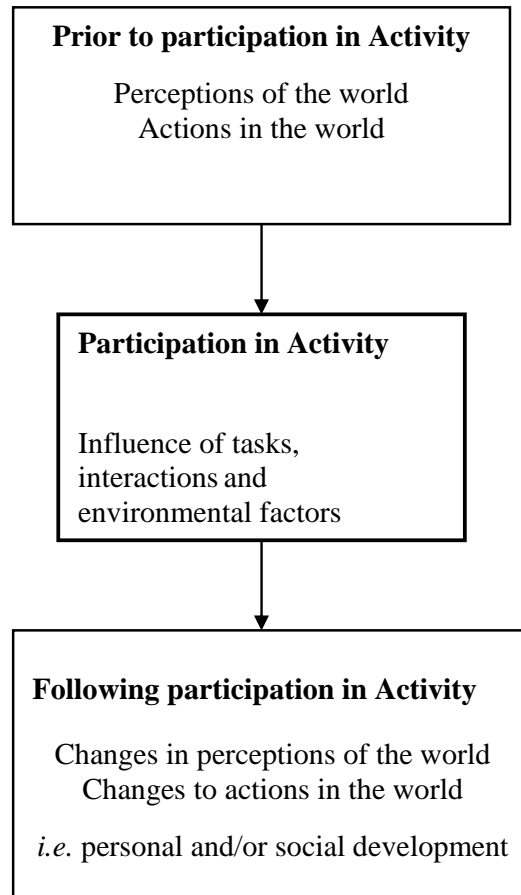 Prior to participation in Activity
Perceptions of the world
Actions in the world
Participation in Activity
Influence of tasks,
interactions and
environmental factors
Following participation in Activity
Changes in perceptions of the world
Changes to actions in the world
i.e. personal and/or social development